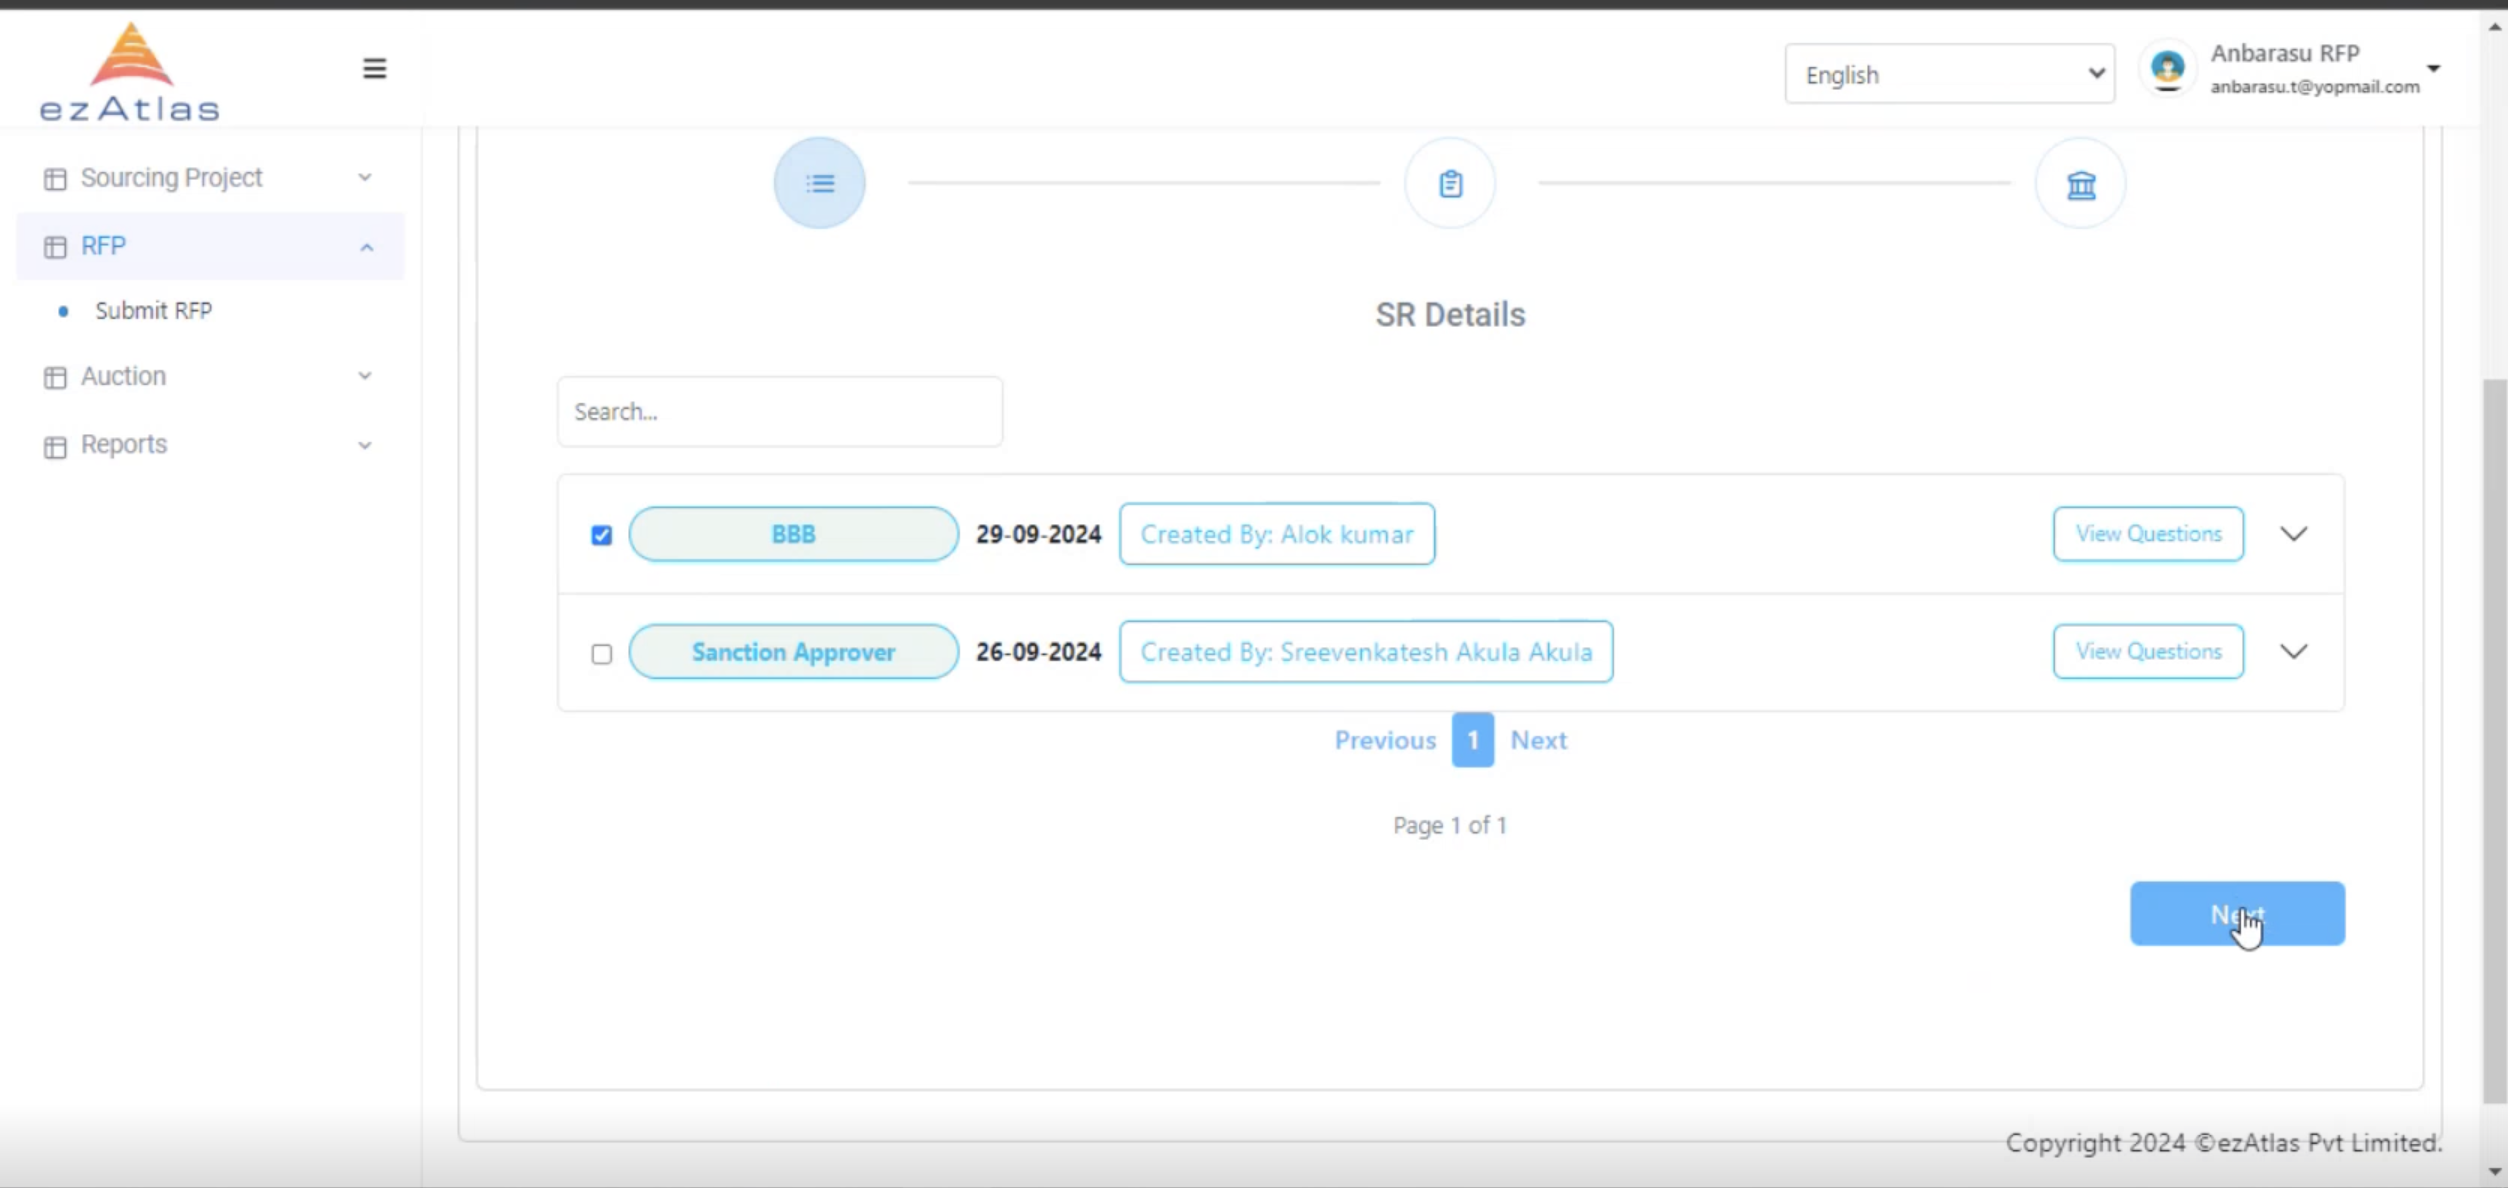 ezAtlas
English
Anbarasu RFP
anbarasu.t@yopmail.com
Sourcing Project
RFP
Submit RFP
Auction
Reports
SR Details
Search...
BBB 29-09-2024 Created By: Alok kumar View Questions
Sanction Approver 26-09-2024 Created By: Sreevenkatesh Akula Akula View Questions
Previous 1 Next
Page 1 of 1
Next
Copyright 2024 ©ezAtlas Pvt Limited.